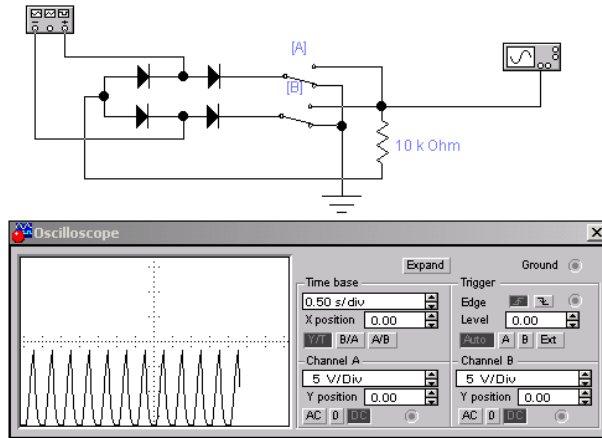 [A]
[B]
10 k Ohm
Oscilloscope
Expand
Ground
Time base
0.50 s/div
X position 0.00
Y/T B/A A/B
Trigger
Edge
Level 0.00
Auto A B Ext
Channel A
5 V/Div
Y position 0.00
AC 0 DC
Channel B
5 V/Div
Y position 0.00
AC 0 DC